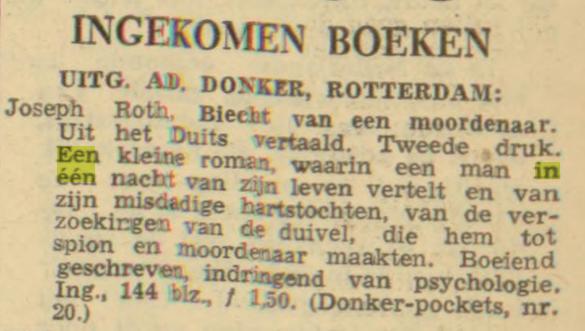 INGEKOMEN BOEKEN
UITG. AD. DONKER, ROTTERDAM:
Joseph Roth, Biecht van een moordenaar.
Uit het Duits vertaald. Tweede druk.
Een kleine roman, waarin een man in
één nacht van zijn leven vertelt en van
zijn misdadige hartstochten, van de ver-
zoekingen van de duivel, die hem tot
spion en moordenaar maakten. Boeiend
geschreven, indringend van psychologie.
Ing., 144 blz., ƒ 1,50. (Donker-pockets, nr.
20.)